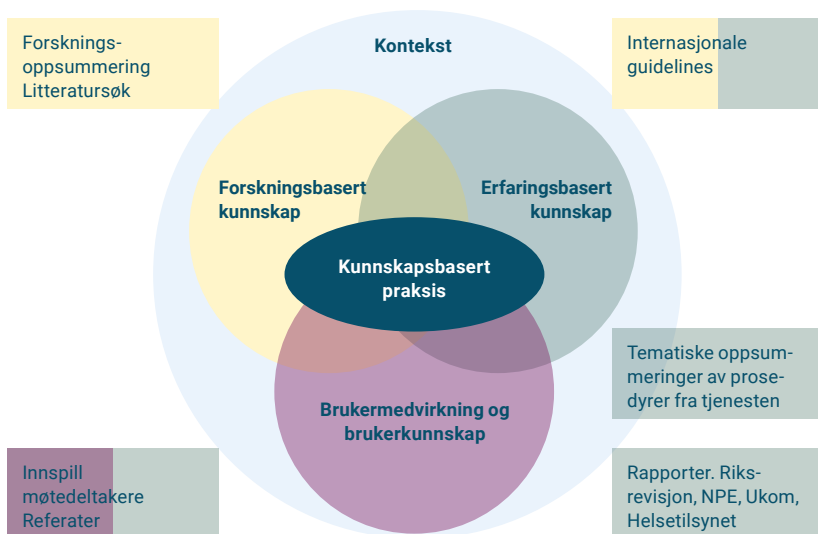 Forsknings-
oppsummering
Litteratursøk
Kontekst
Internasjonale
guidelines
Forskningsbasert
kunnskap
Erfaringsbasert
kunnskap
Kunnskapsbasert
praksis
Tematiske oppsum-
meringer av prose-
dyrer fra tjenesten
Brukermedvirkning og
brukerkunnskap
Innspill
møtedeltakere
Referater
Rapporter. Riks-
revisjon, NPE, Ukom,
Helsetilsynet